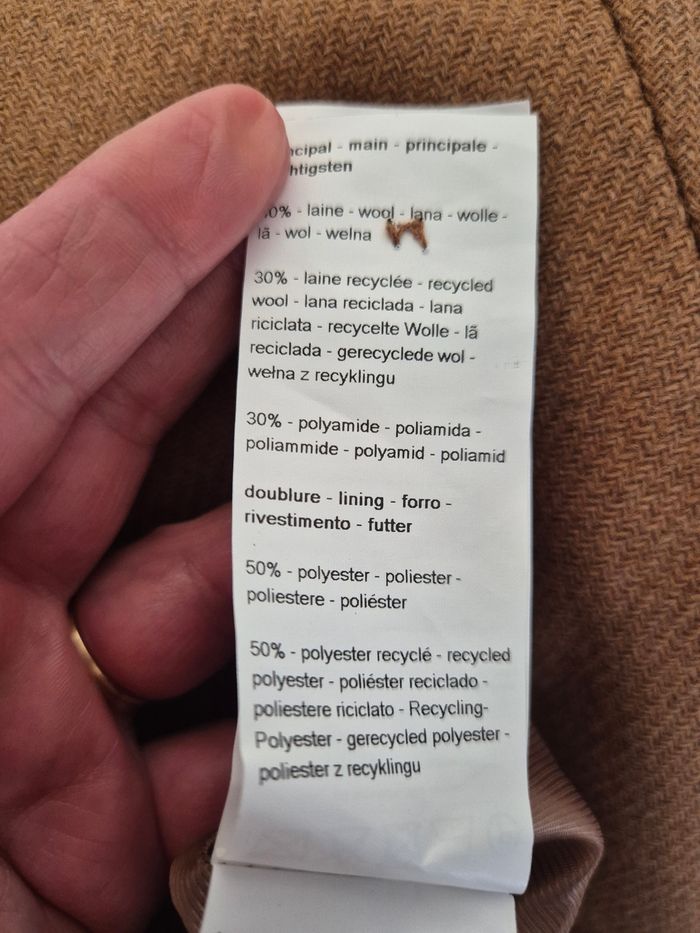 - main - principale -
- laine - wool - lana - wolle -
lã - wol - welna
30% - laine recyclée - recycled
wool - lana reciclada - lana
riciclata - recycelte Wolle - lã
reciclada - gerecyclede wol -
wełna z recyklingu
30% - polyamide - poliamida -
poliammide - polyamid - poliamid
doublure - lining - forro -
rivestimento - futter
50% - polyester - poliester -
poliestere - poliéster
50% - polyester recyclé - recycled
polyester - poliéster reciclado -
poliestere riciclato - Recycling-
Polyester - gerecycled polyester -
poliester z recyklingu